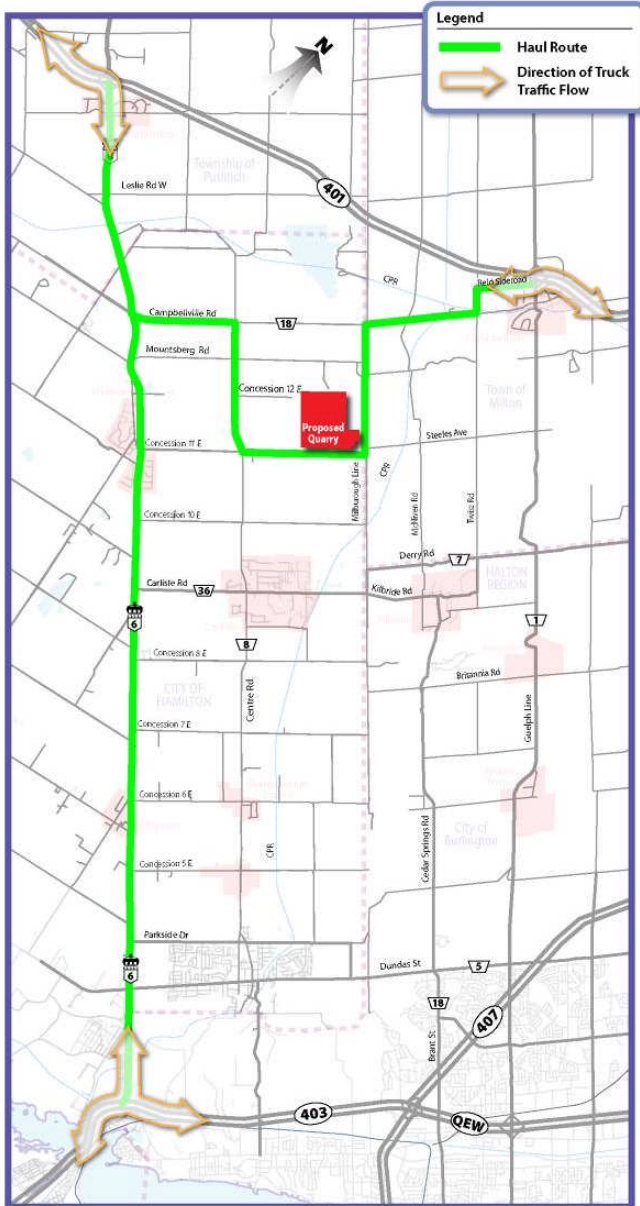 Legend
Haul Route
Direction of Truck
Traffic Flow
N
Township of
Puslinch
Leslie Rd W
401
CPR
Reid Sideroad
Campbellville Rd
18
Mountsberg Rd
Concession 12 E
Town of
Milton
Proposed
Quarry
Concession 11 E
Steeles Ave
CPR
Milburough Line
McNiven Rd
Twiss Rd
Concession 10 E
Derry Rd
7
HALTON
REGION
Carlisle Rd
36
Kilbride Rd
6
1
8
Concession 8 E
Britannia Rd
CITY OF
HAMILTON
Centre Rd
Guelph Line
Concession 7 E
Concession 6 E
Cedar Springs Rd
City of
Burlington
CPR
Concession 5 E
Parkside Dr
6
Dundas St
5
18
407
Brant St
403
QEW